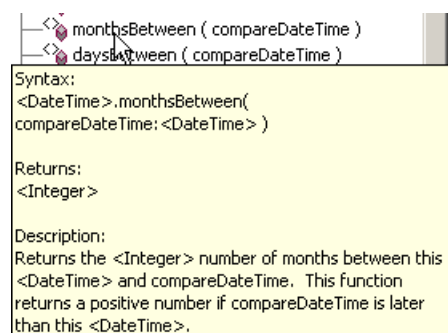 monthsBetween ( compareDateTime )
daysBetween ( compareDateTime )
Syntax:
<DateTime>.monthsBetween(
compareDateTime:<DateTime> )
Returns:
<Integer>
Description:
Returns the <Integer> number of months between this
<DateTime> and compareDateTime.  This function
returns a positive number if compareDateTime is later
than this <DateTime>.